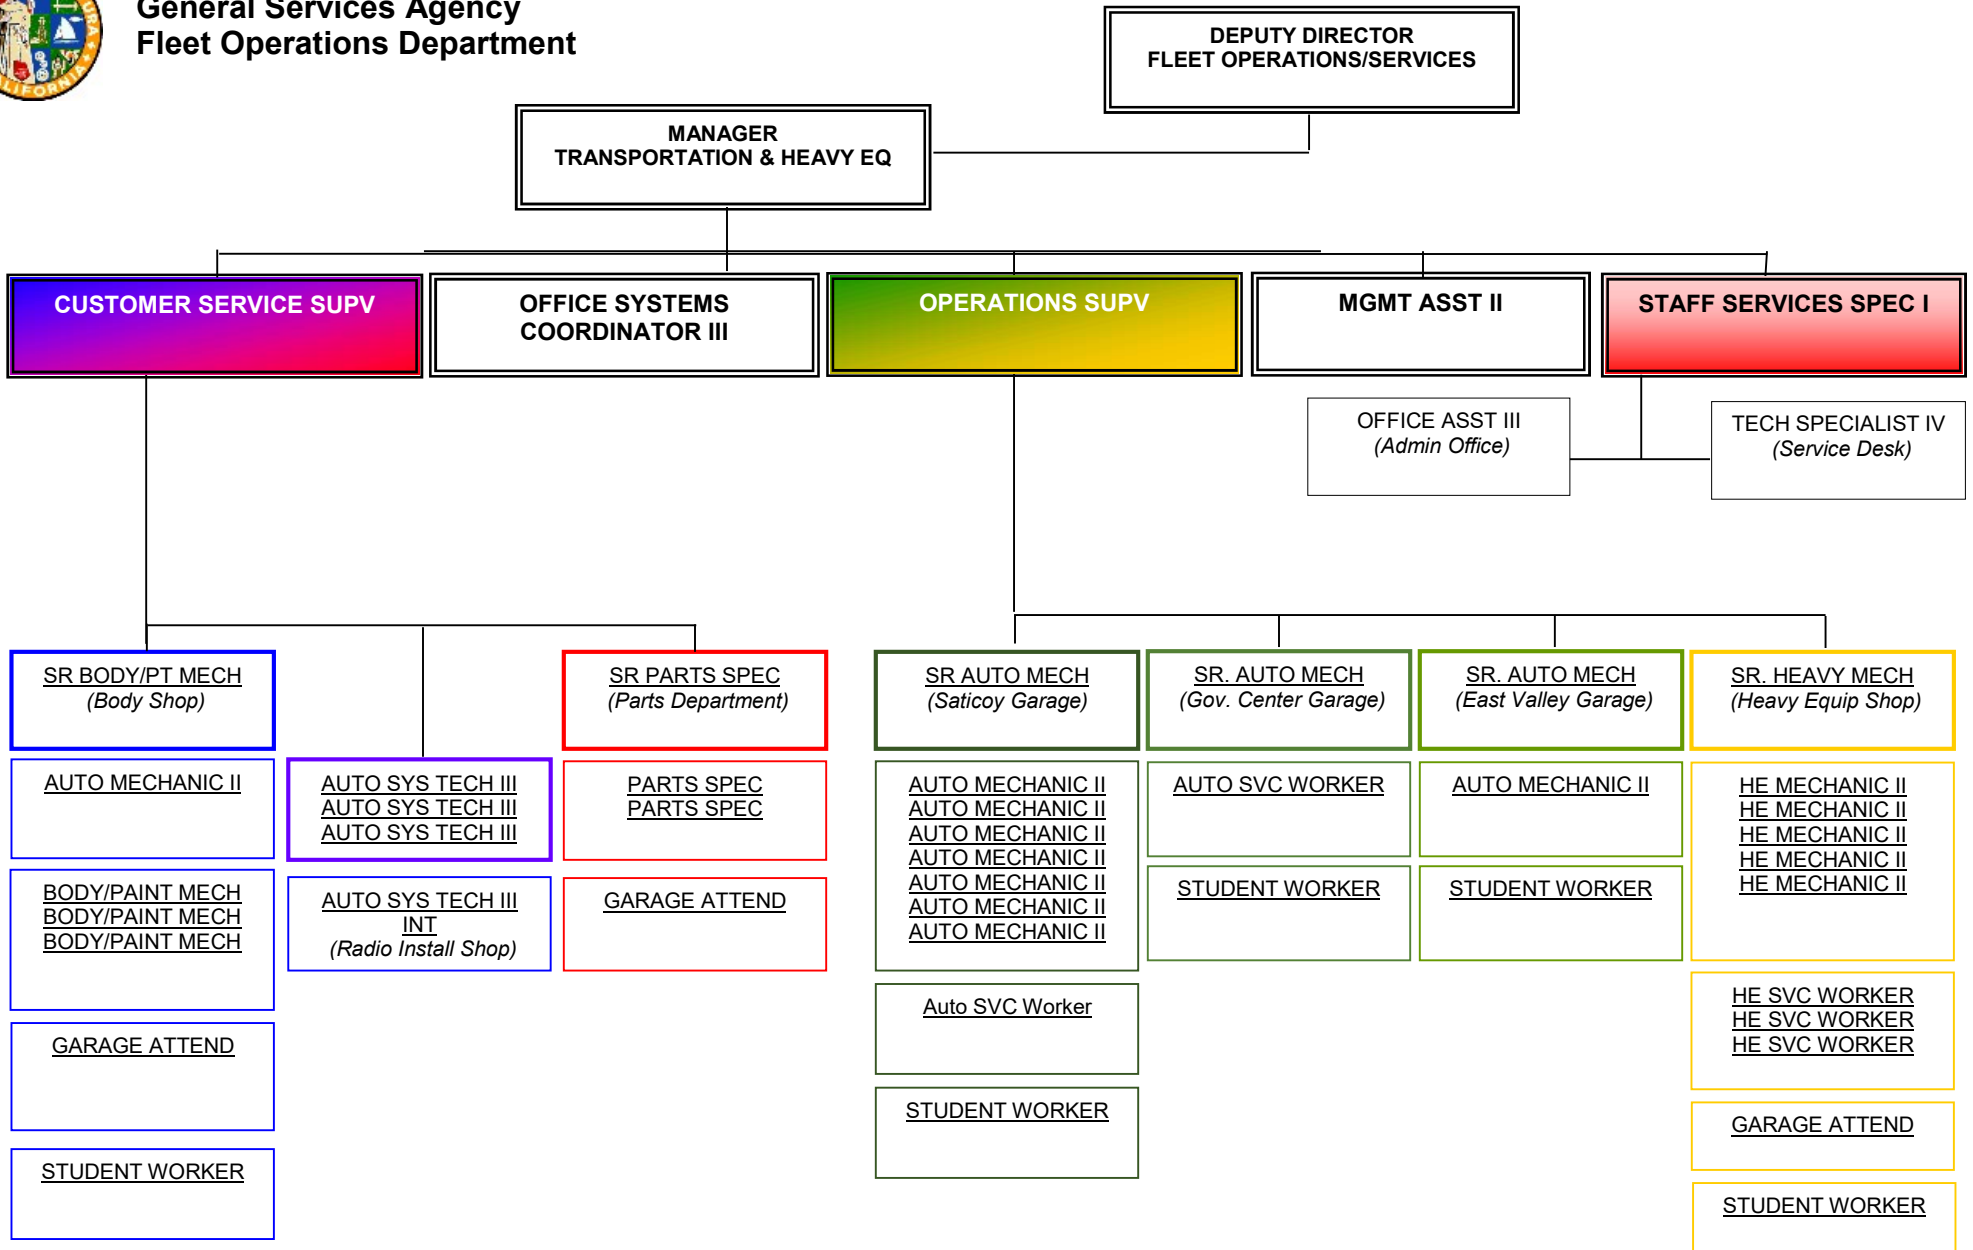 General Services Agency
Fleet Operations Department
DEPUTY DIRECTOR
FLEET OPERATIONS/SERVICES
MANAGER
TRANSPORTATION & HEAVY EQ
CUSTOMER SERVICE SUPV
OFFICE SYSTEMS
COORDINATOR III
OPERATIONS SUPV
MGMT ASST II
STAFF SERVICES SPEC I
OFFICE ASST III
(Admin Office)
TECH SPECIALIST IV
(Service Desk)
SR BODY/PT MECH
(Body Shop)
AUTO MECHANIC II
BODY/PAINT MECH
BODY/PAINT MECH
BODY/PAINT MECH
GARAGE ATTEND
STUDENT WORKER
AUTO SYS TECH III
AUTO SYS TECH III
AUTO SYS TECH III
AUTO SYS TECH III
INT
(Radio Install Shop)
SR PARTS SPEC
(Parts Department)
PARTS SPEC
PARTS SPEC
GARAGE ATTEND
SR AUTO MECH
(Saticoy Garage)
AUTO MECHANIC II
AUTO MECHANIC II
AUTO MECHANIC II
AUTO MECHANIC II
AUTO MECHANIC II
AUTO MECHANIC II
AUTO MECHANIC II
Auto SVC Worker
STUDENT WORKER
SR. AUTO MECH
(Gov. Center Garage)
AUTO SVC WORKER
STUDENT WORKER
SR. AUTO MECH
(East Valley Garage)
AUTO MECHANIC II
STUDENT WORKER
SR. HEAVY MECH
(Heavy Equip Shop)
HE MECHANIC II
HE MECHANIC II
HE MECHANIC II
HE MECHANIC II
HE MECHANIC II
HE SVC WORKER
HE SVC WORKER
HE SVC WORKER
GARAGE ATTEND
STUDENT WORKER